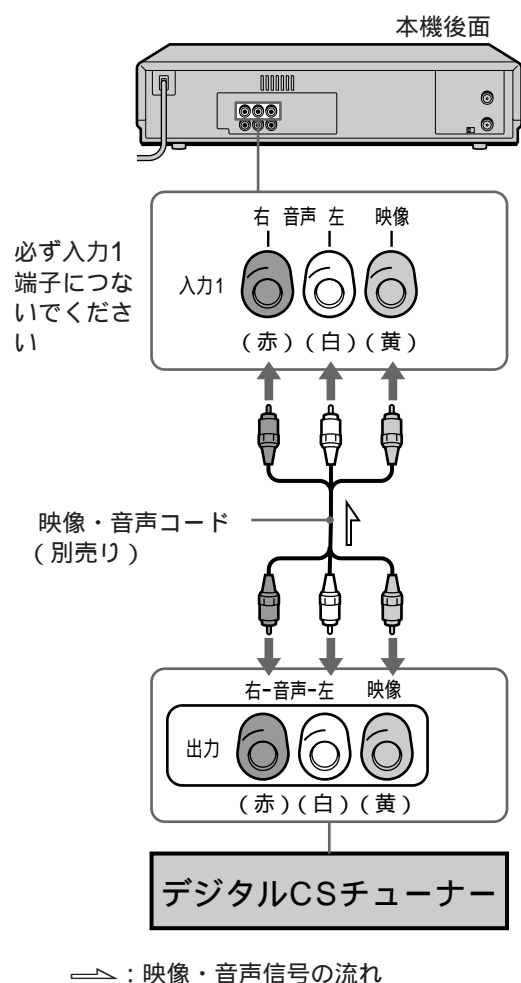 本機後面
右 音声 左 映像
必ず入力1
端子につな
いでくださ
い
入力1
(赤)(白)(黄)
映像・音声コード
(別売り)
右-音声-左 映像
出力
(赤)(白)(黄)
デジタルCSチューナー
:映像・音声信号の流れ